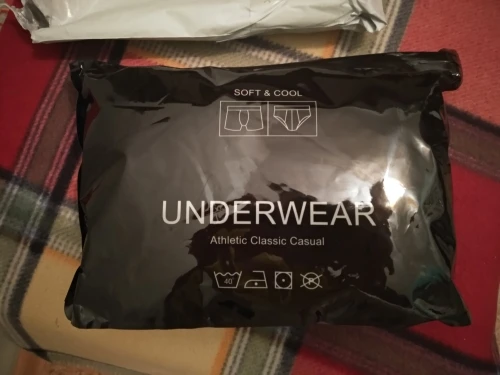 SOFT & COOL
UNDERWEAR
Athletic Classic Casual
40
P